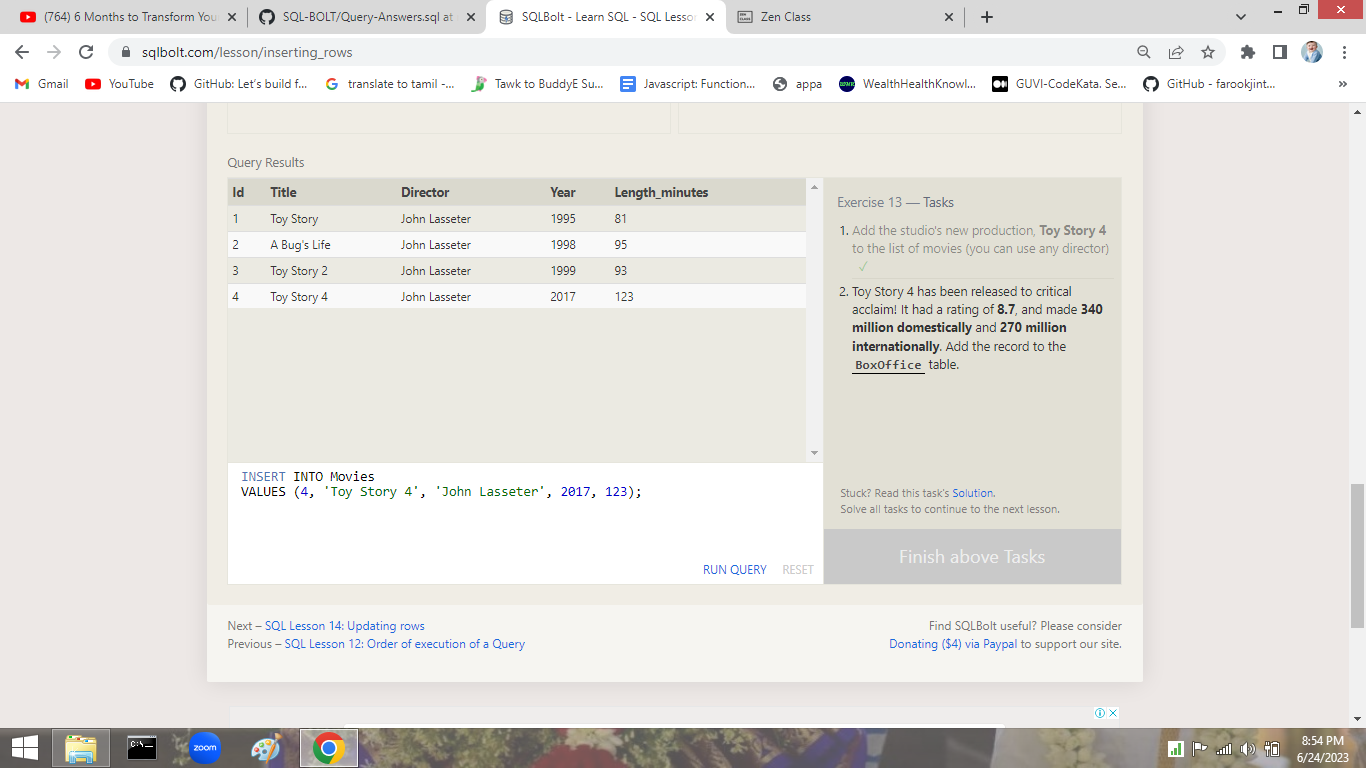 (764) 6 Months to Transform You
SQL-BOLT/Query-Answers.sql at
SQLBolt - Learn SQL - SQL Lesson
Zen Class
sqlbolt.com/lesson/inserting_rows
Gmail
YouTube
GitHub: Let's build f...
translate to tamil -...
Tawk to BuddyE Su...
Javascript: Function...
appa
WealthHealthKnowl...
GUVI-CodeKata. Se...
GitHub - farookjint...
»
Query Results
Id Title Director Year Length_minutes
1 Toy Story John Lasseter 1995 81
2 A Bug's Life John Lasseter 1998 95
3 Toy Story 2 John Lasseter 1999 93
4 Toy Story 4 John Lasseter 2017 123
Exercise 13 — Tasks
1. Add the studio's new production, Toy Story 4
to the list of movies (you can use any director)
✓
2. Toy Story 4 has been released to critical
acclaim! It had a rating of 8.7, and made 340
million domestically and 270 million
internationally. Add the record to the
BoxOffice table.
INSERT INTO Movies
VALUES (4, 'Toy Story 4', 'John Lasseter', 2017, 123);
RUN QUERY RESET
Stuck? Read this task's Solution.
Solve all tasks to continue to the next lesson.
Finish above Tasks
Next – SQL Lesson 14: Updating rows
Previous – SQL Lesson 12: Order of execution of a Query
Find SQLBolt useful? Please consider
Donating ($4) via Paypal to support our site.
C:\_
zoom
8:54 PM
6/24/2023